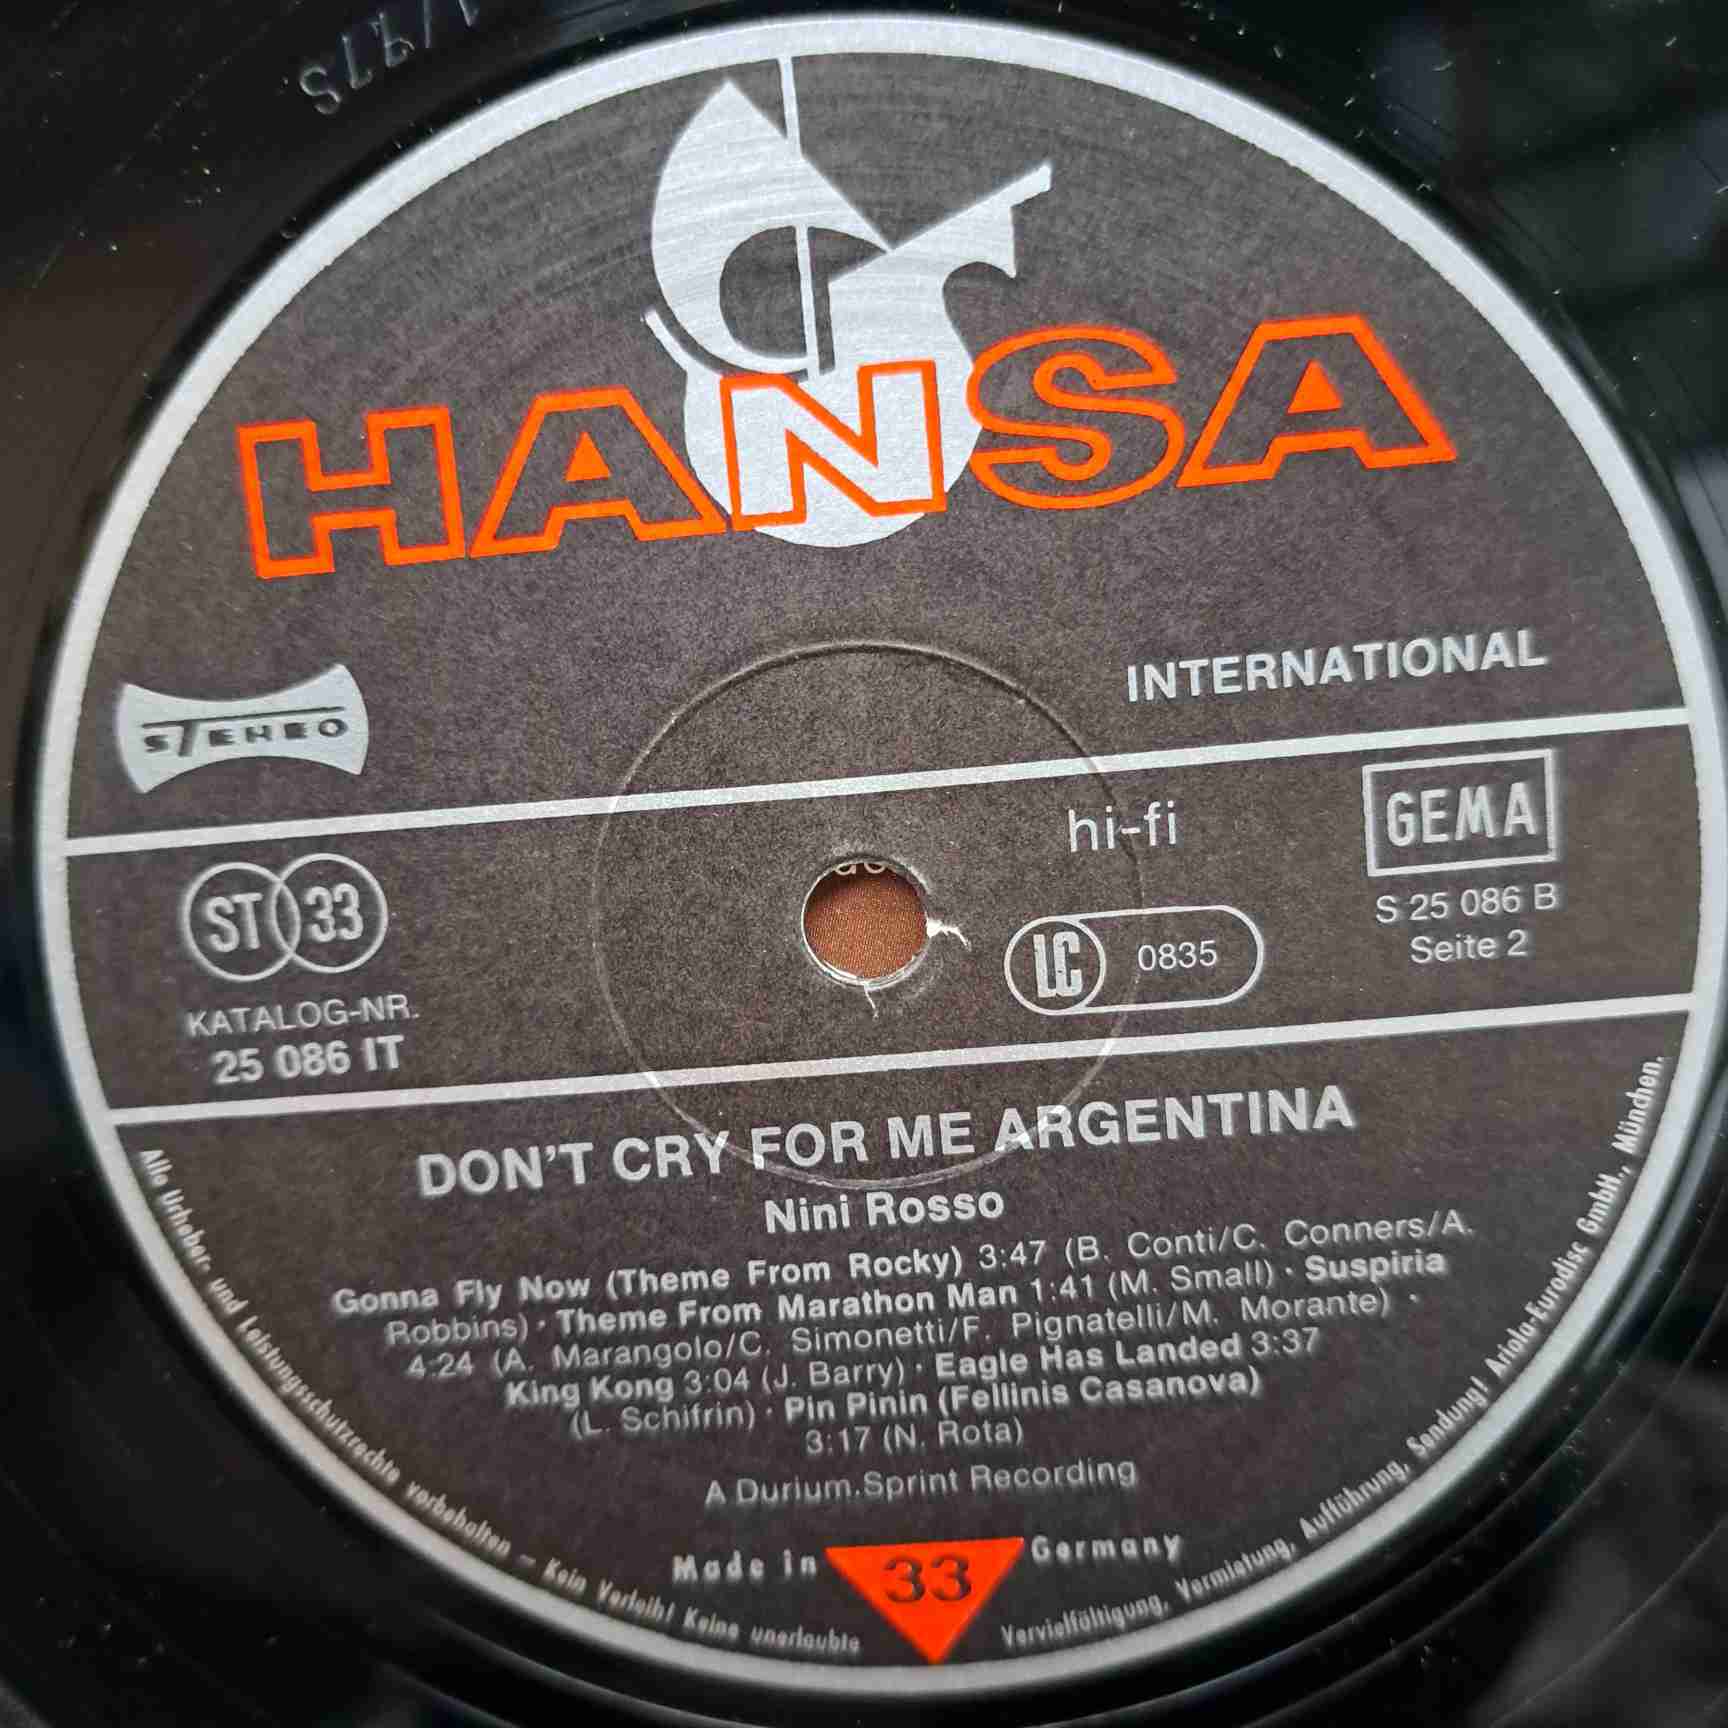 HANSA
INTERNATIONAL
STEREO
hi-fi
GEMA
ST 33
LC 0835
S 25 086 B
Seite 2
KATALOG-NR.
25 086 IT
DON'T CRY FOR ME ARGENTINA
Nini Rosso
Gonna Fly Now (Theme From Rocky) 3:47 (B. Conti/C. Conners/A.
Robbins) · Theme From Marathon Man 1:41 (M. Small) · Suspiria
4:24 (A. Marangolo/C. Simonetti/F. Pignatelli/M. Morante) ·
King Kong 3:04 (J. Barry) · Eagle Has Landed 3:37
(L. Schifrin) · Pin Pinin (Fellinis Casanova)
3:17 (N. Rota)
A Durium.Sprint Recording
Made in 33 Germany
Alle Urheber- und Leistungsschutzrechte vorbehalten – Kein Verleih! Keine unerlaubte Vervielfältigung, Vermietung, Aufführung, Sendung! Ariola-Eurodisc GmbH., München.